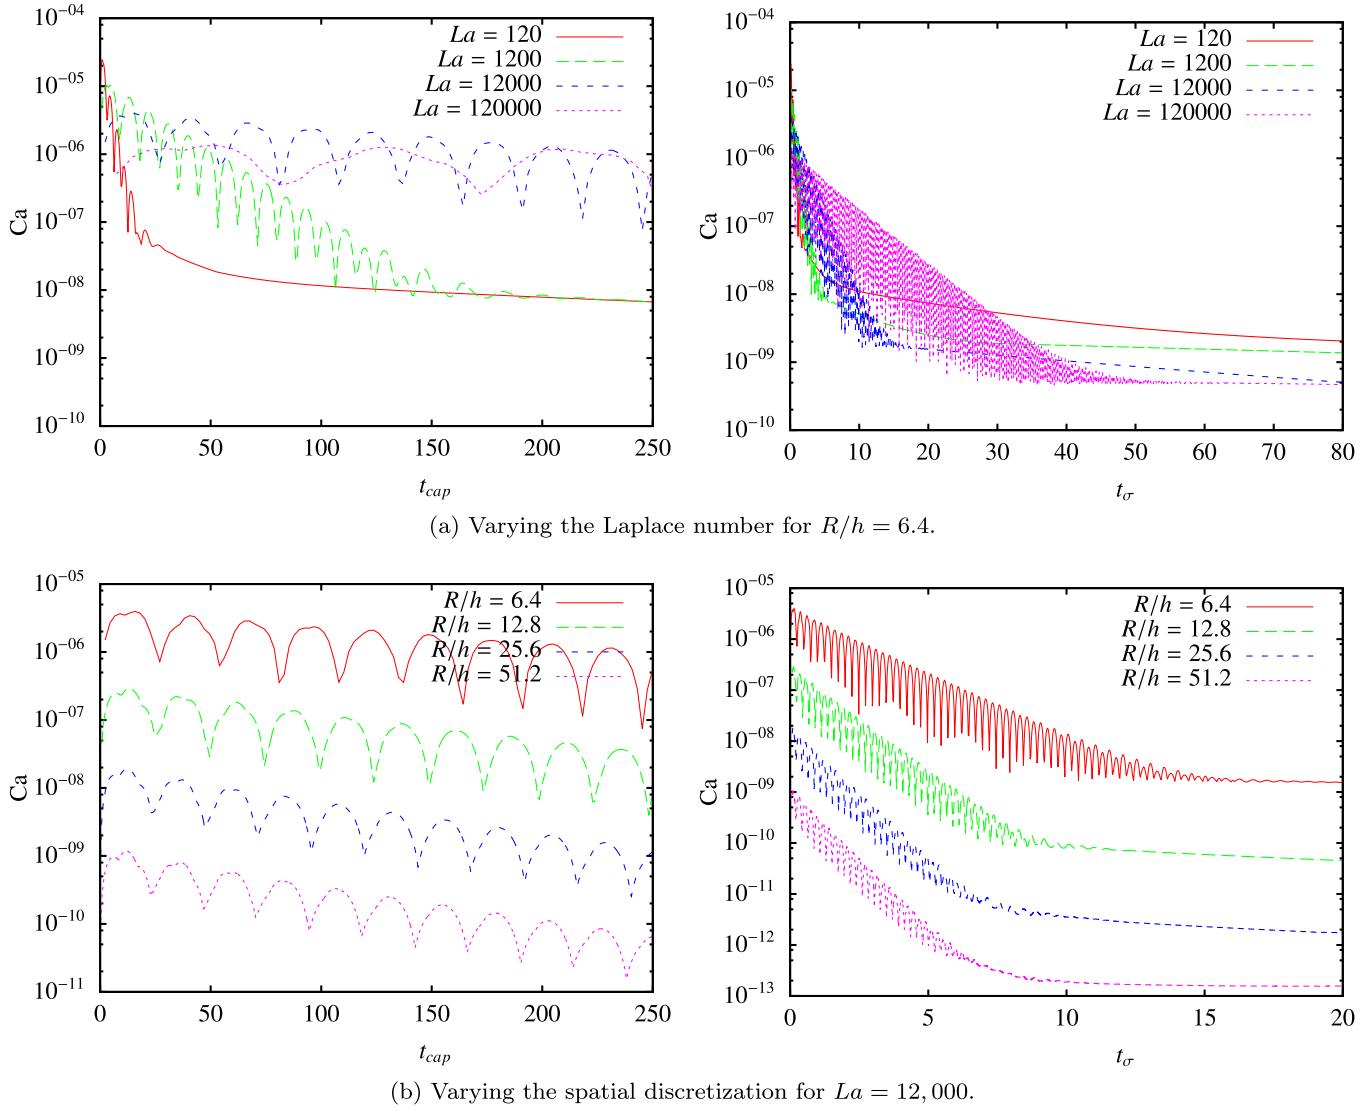 10−04
10−05
10−06
10−07
10−08
10−09
10−10
Ca
La = 120
La = 1200
La = 12000
La = 120000
0 50 100 150 200 250
tcap
10−04
10−05
10−06
10−07
10−08
10−09
10−10
Ca
La = 120
La = 1200
La = 12000
La = 120000
0 10 20 30 40 50 60 70 80
tσ
(a) Varying the Laplace number for R/h = 6.4.
10−05
10−06
10−07
10−08
10−09
10−10
10−11
Ca
R/h = 6.4
R/h = 12.8
R/h = 25.6
R/h = 51.2
0 50 100 150 200 250
tcap
10−05
10−06
10−07
10−08
10−09
10−10
10−11
10−12
10−13
Ca
R/h = 6.4
R/h = 12.8
R/h = 25.6
R/h = 51.2
0 5 10 15 20
tσ
(b) Varying the spatial discretization for La = 12,000.